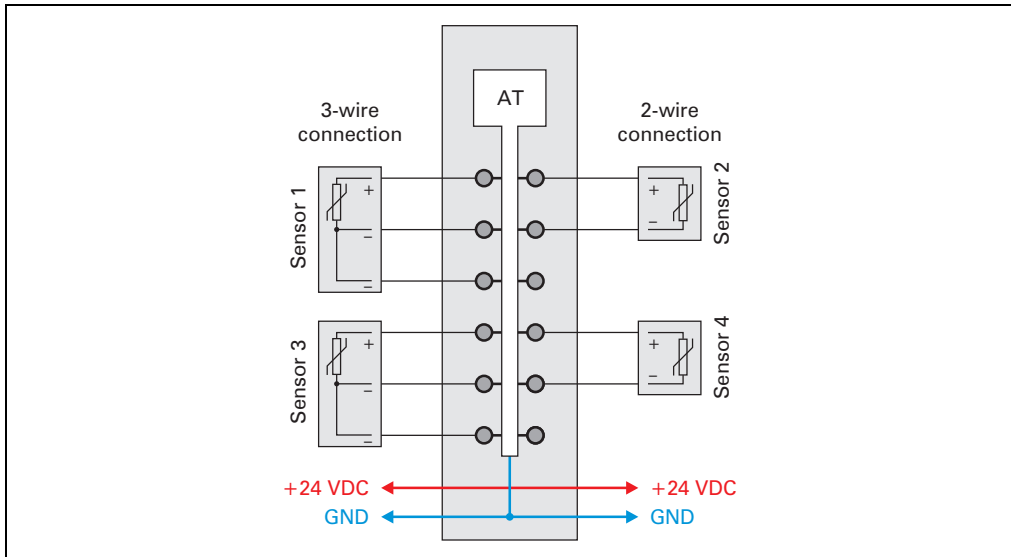 AT
3-wire
connection
2-wire
connection
Sensor 1
+
−
−
Sensor 2
+
−
Sensor 3
+
−
−
Sensor 4
+
−
+24 VDC
+24 VDC
GND
GND